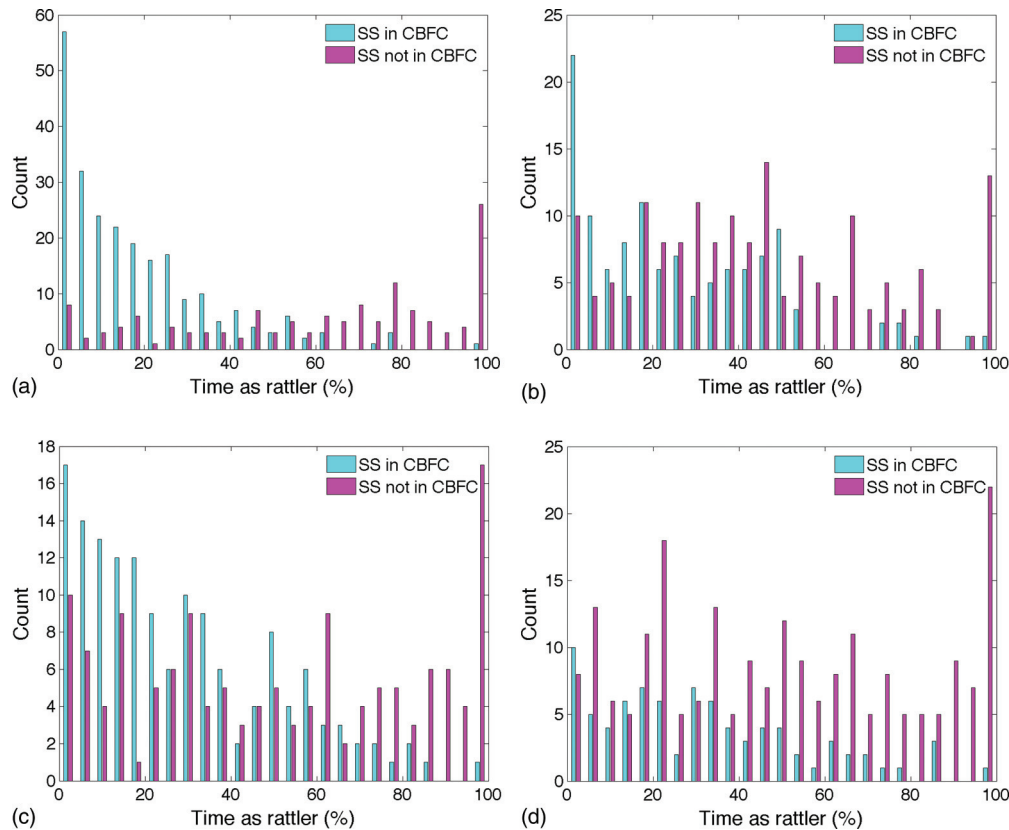 60
50
40
30
20
10
0
Count
SS in CBFC
SS not in CBFC
0 20 40 60 80 100
Time as rattler (%)
(a)
25
20
15
10
5
0
Count
SS in CBFC
SS not in CBFC
0 20 40 60 80 100
Time as rattler (%)
(b)
18
16
14
12
10
8
6
4
2
0
Count
SS in CBFC
SS not in CBFC
0 20 40 60 80 100
Time as rattler (%)
(c)
25
20
15
10
5
0
Count
SS in CBFC
SS not in CBFC
0 20 40 60 80 100
Time as rattler (%)
(d)